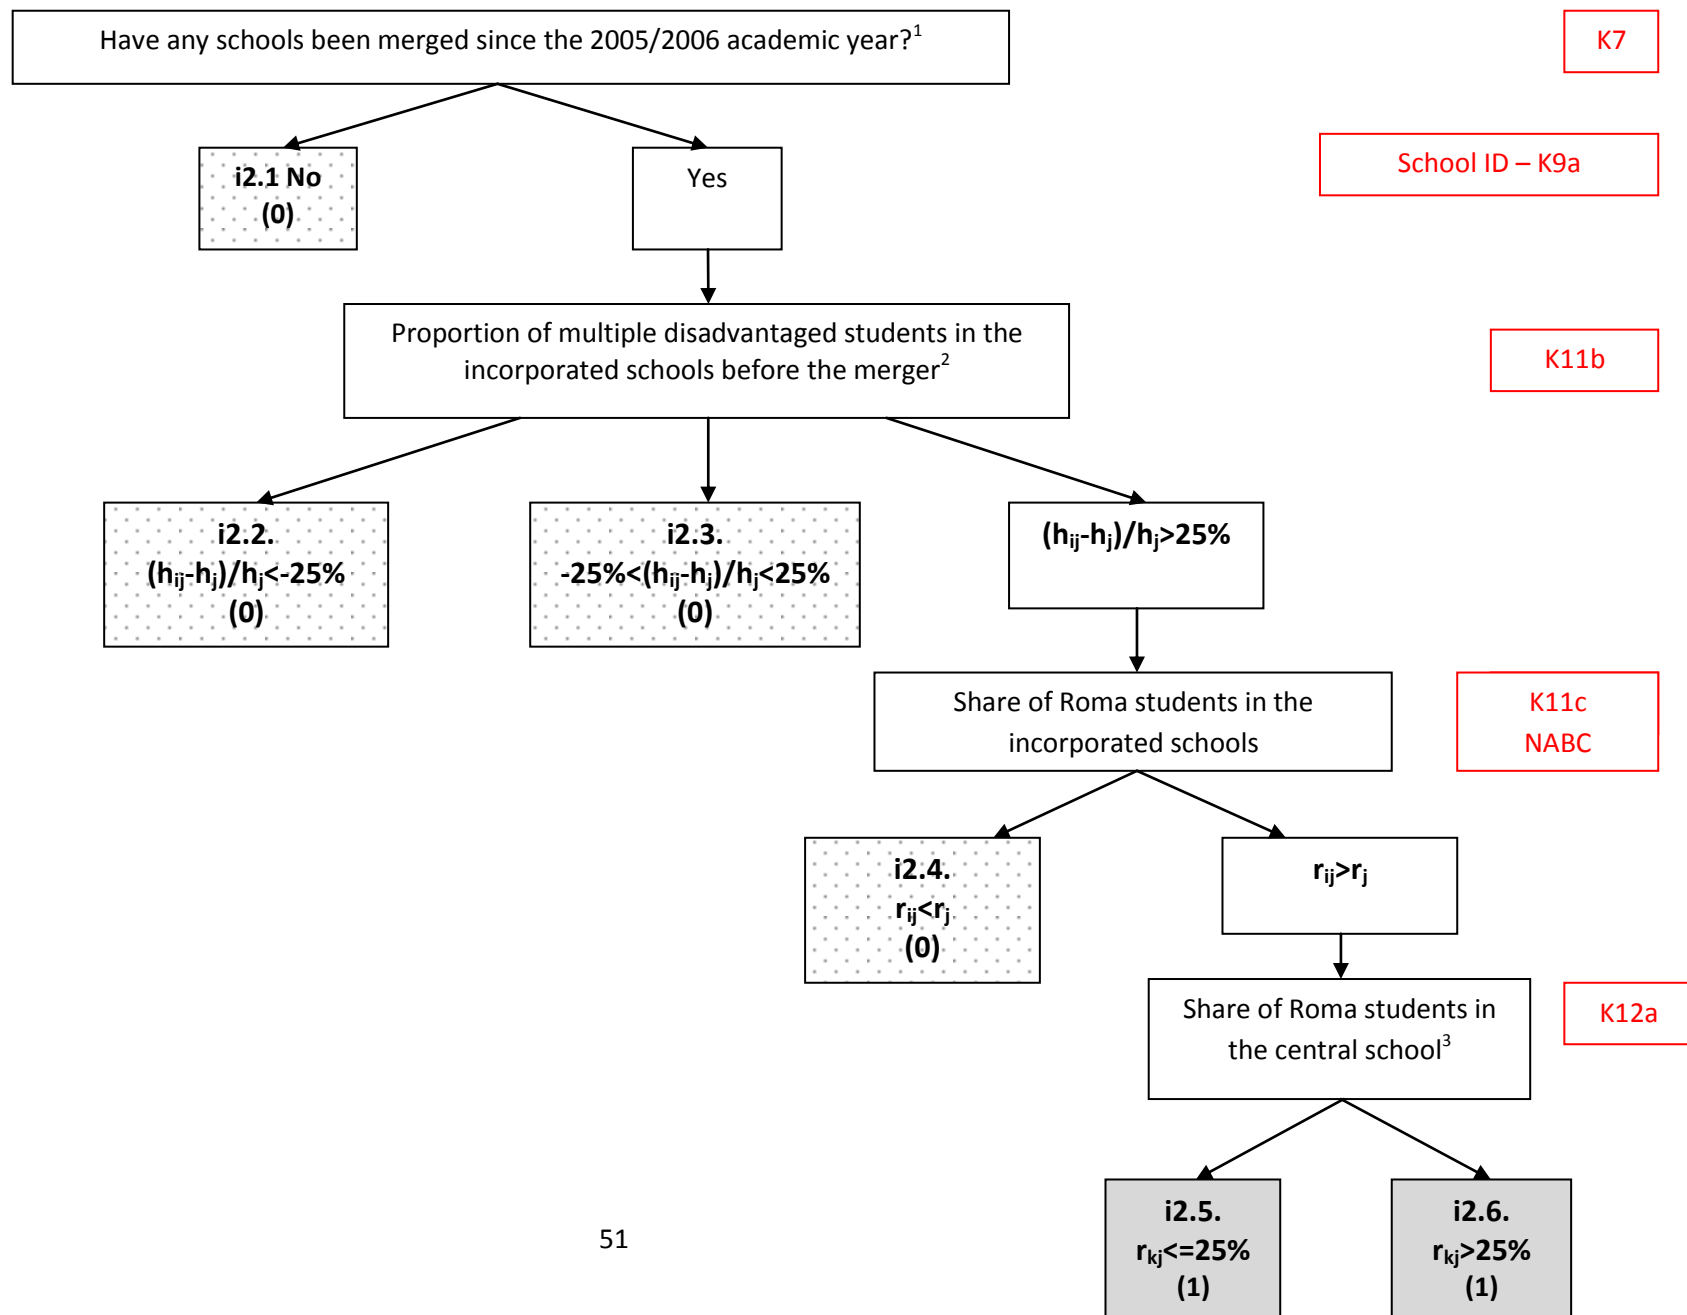 Have any schools been merged since the 2005/2006 academic year?1
K7
School ID – K9a
i2.1 No
(0)
Yes
Proportion of multiple disadvantaged students in the
incorporated schools before the merger2
K11b
i2.2.
(hij-hj)/hj<-25%
(0)
i2.3.
-25%<(hij-hj)/hj<25%
(0)
(hij-hj)/hj>25%
Share of Roma students in the
incorporated schools
K11c
NABC
i2.4.
rij<rj
(0)
rij>rj
Share of Roma students in
the central school3
K12a
i2.5.
rkj<=25%
(1)
i2.6.
rkj>25%
(1)
51